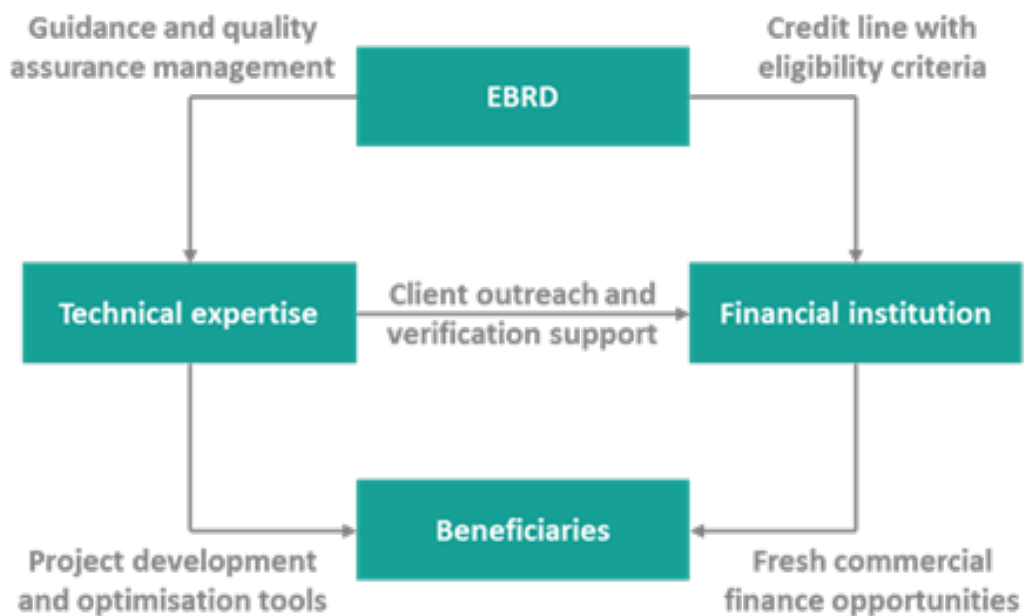 Guidance and quality
assurance management
EBRD
Credit line with
eligibility criteria
Technical expertise
Client outreach and
verification support
Financial institution
Beneficiaries
Project development
and optimisation tools
Fresh commercial
finance opportunities